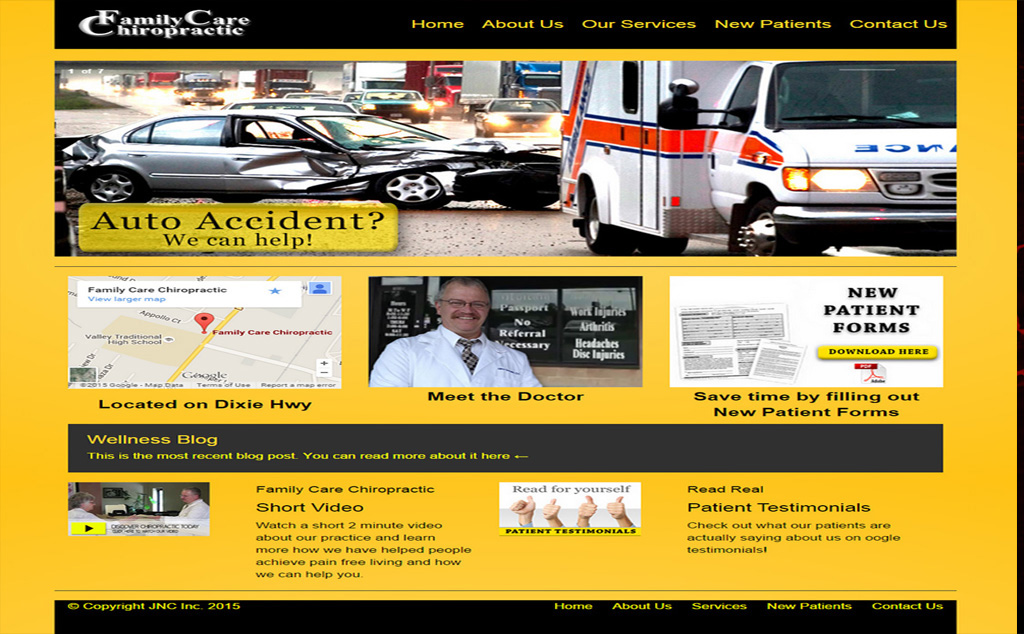 Family Care
Chiropractic
Home About Us Our Services New Patients Contact Us
1 of 7
Auto Accident?
We can help!
Family Care Chiropractic
View larger map
Appollo Ct
Valley Traditional
High School
Family Care Chiropractic
Google
©2015 Google - Map Data Terms of Use Report a map error
Located on Dixie Hwy
Hours
Passport
No
Referral
Necessary
Work Injuries
Arthritis
Headaches
Disc Injuries
Meet the Doctor
NEW
PATIENT
FORMS
DOWNLOAD HERE
PDF
Adobe
Save time by filling out
New Patient Forms
Wellness Blog
This is the most recent blog post. You can read more about it here ←
DISCOVER CHIROPRACTIC TODAY
Family Care Chiropractic
Short Video
Watch a short 2 minute video
about our practice and learn
more how we have helped people
achieve pain free living and how
we can help you.
Read for yourself
PATIENT TESTIMONIALS
Read Real
Patient Testimonials
Check out what our patients are
actually saying about us on oogle
testimonials!
© Copyright JNC Inc. 2015
Home About Us Services New Patients Contact Us